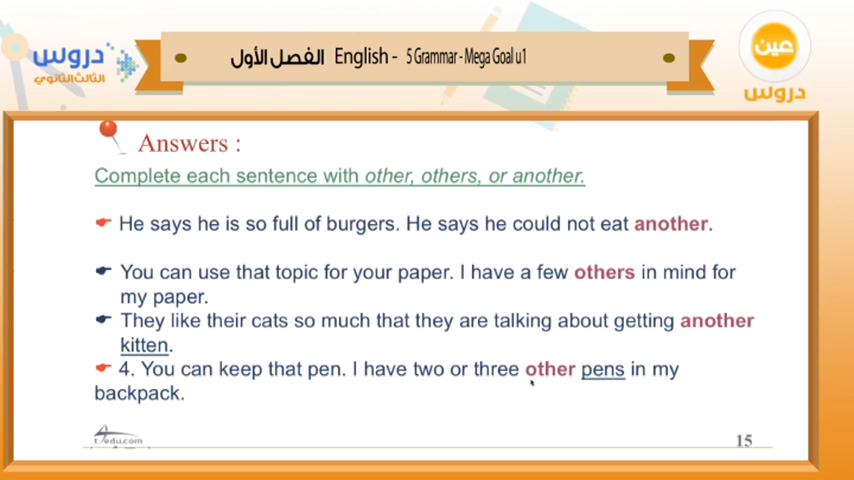 دروس
الثالث الثانوي
الفصل الأول English - 5 Grammar - Mega Goal u1
عين
دروس
Answers :
Complete each sentence with other, others, or another.
He says he is so full of burgers. He says he could not eat another.
You can use that topic for your paper. I have a few others in mind for
my paper.
They like their cats so much that they are talking about getting another
kitten.
4. You can keep that pen. I have two or three other pens in my
backpack.
15